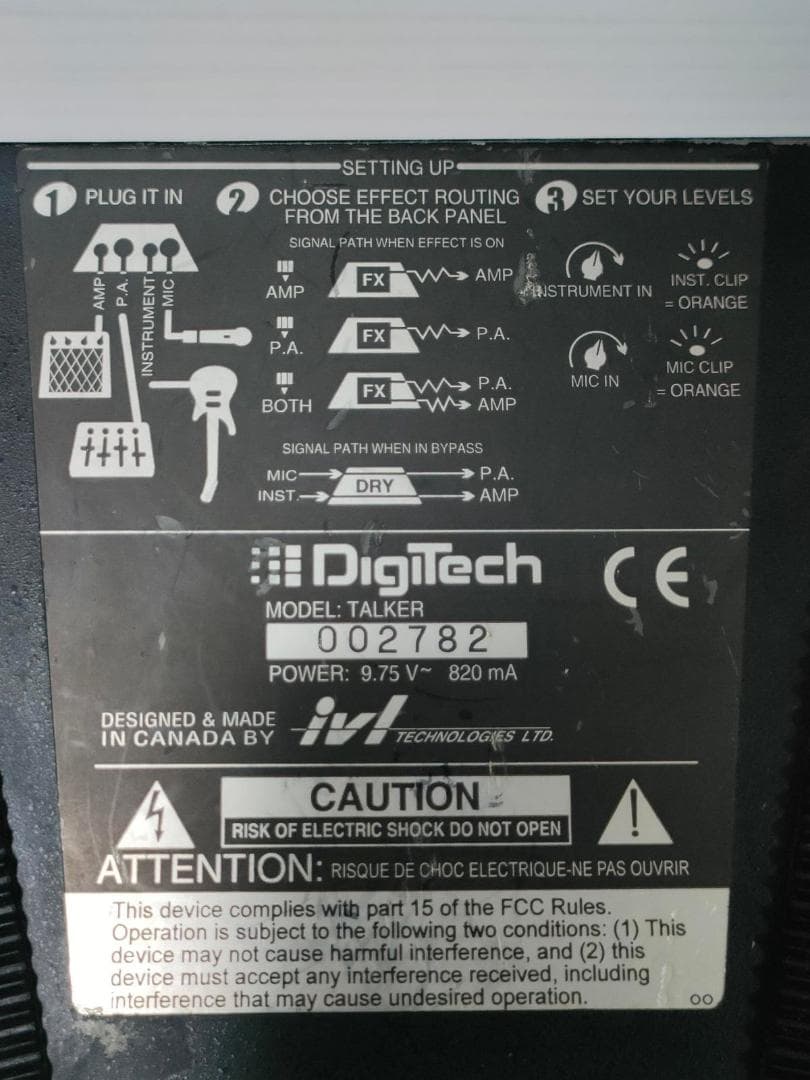 SETTING UP
1 PLUG IT IN
AMP
P.A.
INSTRUMENT
MIC
2 CHOOSE EFFECT ROUTING
FROM THE BACK PANEL
SIGNAL PATH WHEN EFFECT IS ON
AMP FX AMP
P.A. FX P.A.
BOTH FX P.A.
AMP
SIGNAL PATH WHEN IN BYPASS
MIC DRY P.A.
INST. AMP
3 SET YOUR LEVELS
INSTRUMENT IN
INST. CLIP
= ORANGE
MIC IN
MIC CLIP
= ORANGE
DigiTech
CE
MODEL: TALKER
002782
POWER: 9.75 V~ 820 mA
DESIGNED & MADE
IN CANADA BY
ivl TECHNOLOGIES LTD.
CAUTION
RISK OF ELECTRIC SHOCK DO NOT OPEN
ATTENTION: RISQUE DE CHOC ELECTRIQUE-NE PAS OUVRIR
This device complies with part 15 of the FCC Rules.
Operation is subject to the following two conditions: (1) This
device may not cause harmful interference, and (2) this
device must accept any interference received, including
interference that may cause undesired operation.
OO